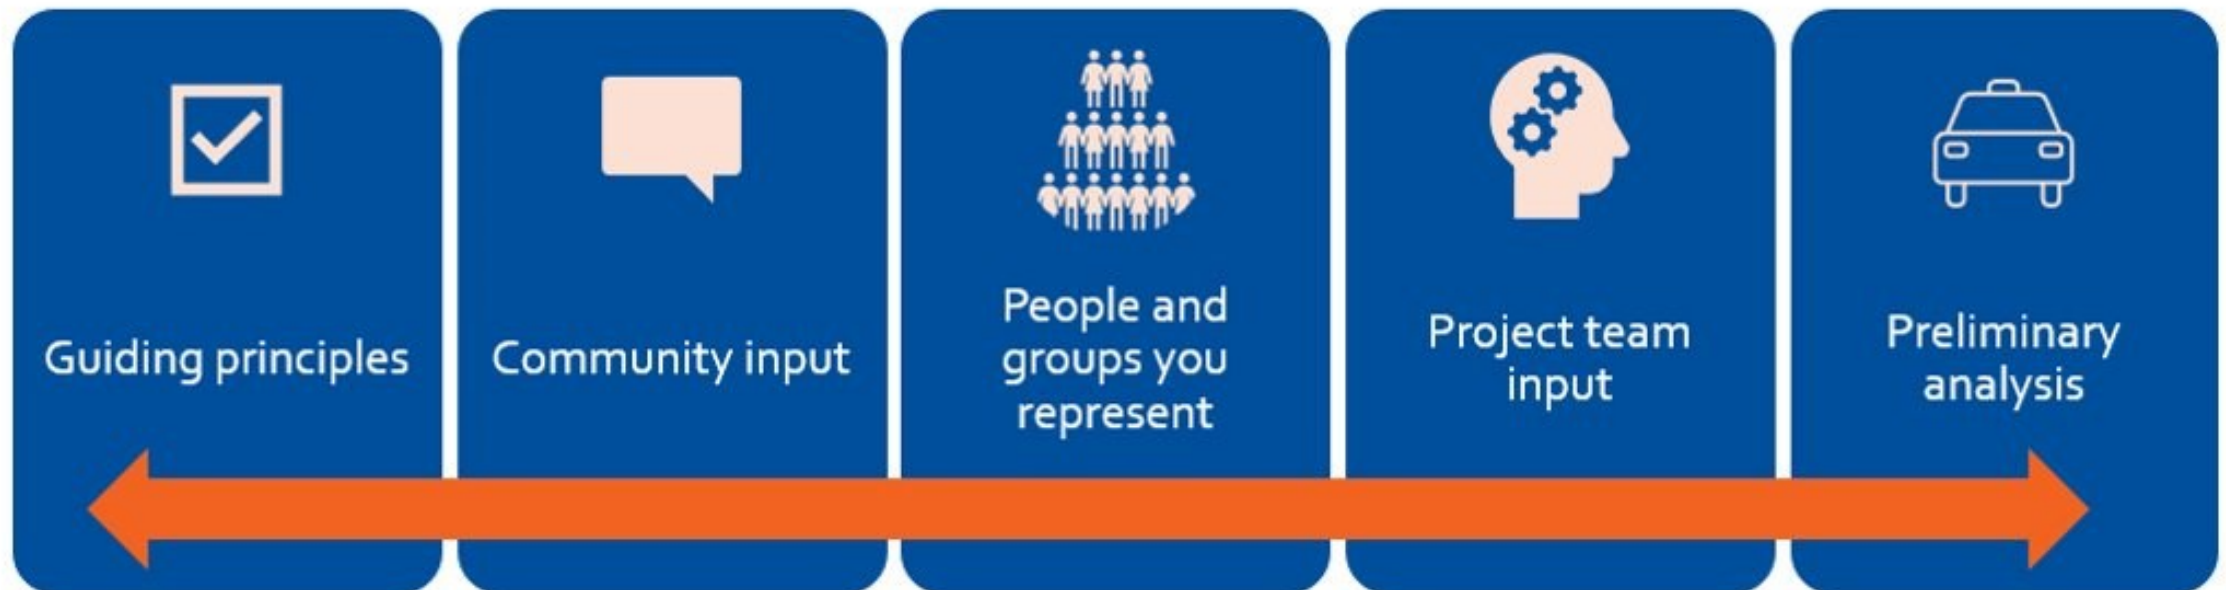 Guiding principles
Community input
People and
groups you
represent
Project team
input
Preliminary
analysis